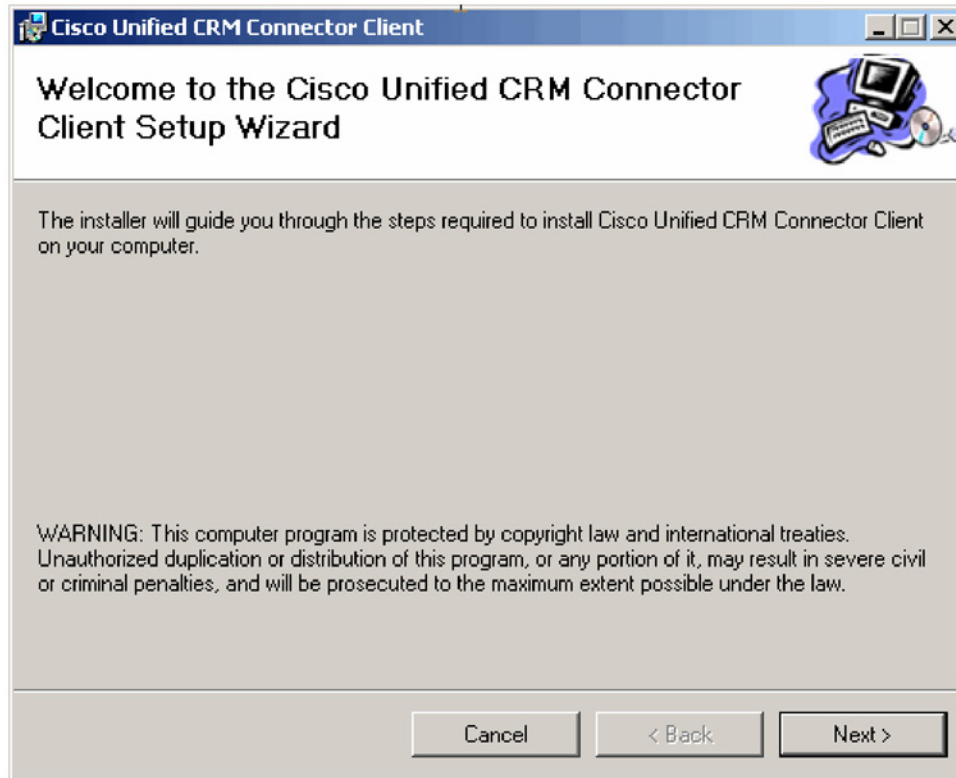 Cisco Unified CRM Connector Client
Welcome to the Cisco Unified CRM Connector
Client Setup Wizard
The installer will guide you through the steps required to install Cisco Unified CRM Connector Client
on your computer.
WARNING: This computer program is protected by copyright law and international treaties.
Unauthorized duplication or distribution of this program, or any portion of it, may result in severe civil
or criminal penalties, and will be prosecuted to the maximum extent possible under the law.
Cancel < Back Next >